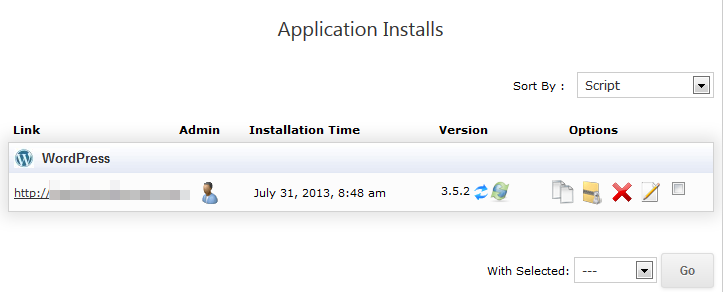 Application Installs
Sort By : Script
Link Admin Installation Time Version Options
WordPress
http:// July 31, 2013, 8:48 am 3.5.2
With Selected: --- Go